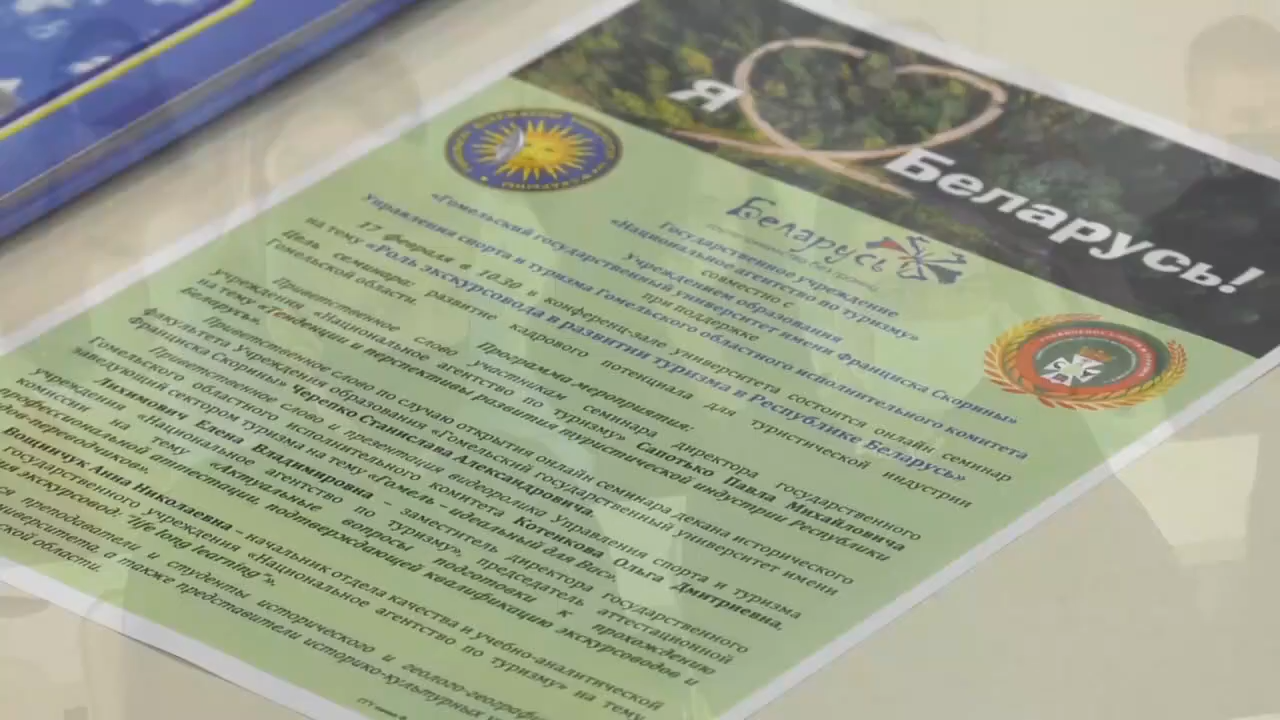 Я
Беларусь!
Беларусь
Государственное учреждение
«Национальное агентство по туризму»
совместно с
Учреждением образования
«Гомельский государственный университет имени Франциска Скорины»
при поддержке
Управления спорта и туризма Гомельского областного исполнительного комитета
17 февраля в 10.30 в конференц-зале университета состоится онлайн семинар
на тему «Роль экскурсовода в развитии туризма в Республике Беларусь»
Цель семинара: развитие кадрового потенциала для туристической индустрии
Гомельской области.
Программа мероприятия:
Приветственное слово участникам семинара директора государственного
учреждения «Национальное агентство по туризму» Сапотько Павла Михайловича
на тему «Тенденции и перспективы развития туристической индустрии Республики
Беларусь».
Приветственное слово по случаю открытия онлайн семинара декана исторического
факультета Учреждения образования «Гомельский государственный университет имени
Франциска Скорины» Черепко Станислава Александровича
Приветственное слово и презентация видеоролика Управления спорта и туризма
Гомельского областного исполнительного комитета Котенкова Ольга Дмитриевна,
заведующий сектором туризма на тему «Гомель – идеальный для Вас».
Лихимович Елена Владимировна – заместитель директора государственного
учреждения «Национальное агентство по туризму», председатель аттестационной
комиссии на тему «Актуальные вопросы подготовки к прохождению
профессиональной аттестации, подтверждающей квалификацию экскурсоводов и
гидов-переводчиков».
Вощинчук Анна Николаевна – начальник отдела качества и учебно-аналитической
государственного учреждения «Национальное агентство по туризму» на тему
экскурсовод- "life long learning"».
преподаватели и студенты исторического и геолого-географ
университета, а также представители историко-культурных
области.